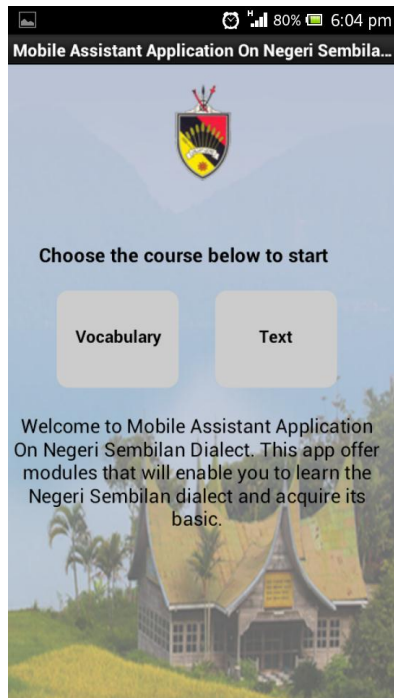 H 80% 6:04 pm
Mobile Assistant Application On Negeri Sembila...
Choose the course below to start
Vocabulary Text
Welcome to Mobile Assistant Application
On Negeri Sembilan Dialect. This app offer
modules that will enable you to learn the
Negeri Sembilan dialect and acquire its
basic.